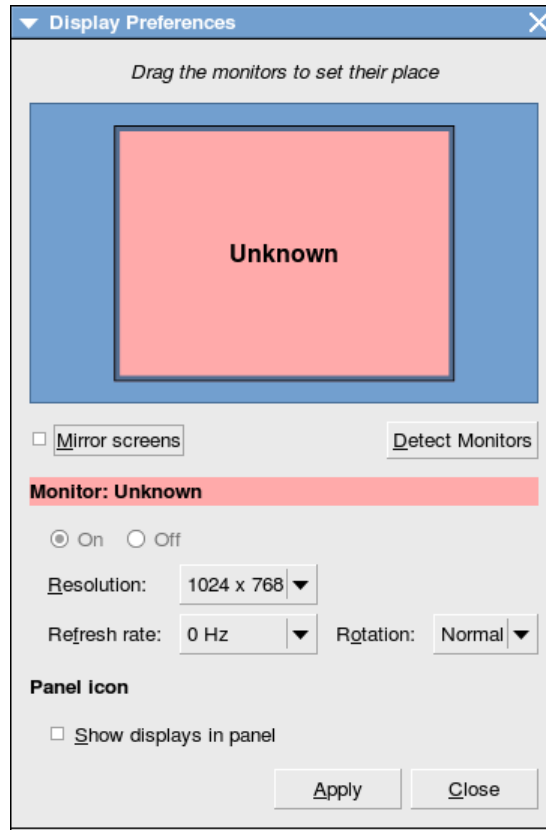 Display Preferences
Drag the monitors to set their place
Unknown
Mirror screens
Detect Monitors
Monitor: Unknown
On Off
Resolution: 1024 x 768
Refresh rate: 0 Hz Rotation: Normal
Panel icon
Show displays in panel
Apply Close